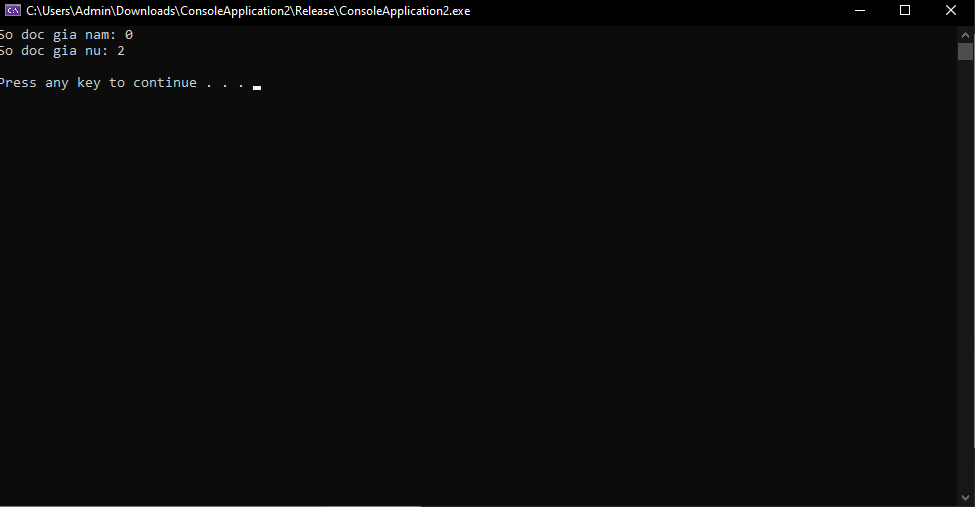 C:\Users\Admin\Downloads\ConsoleApplication2\Release\ConsoleApplication2.exe
So doc gia nam: 0
So doc gia nu: 2
Press any key to continue . . .